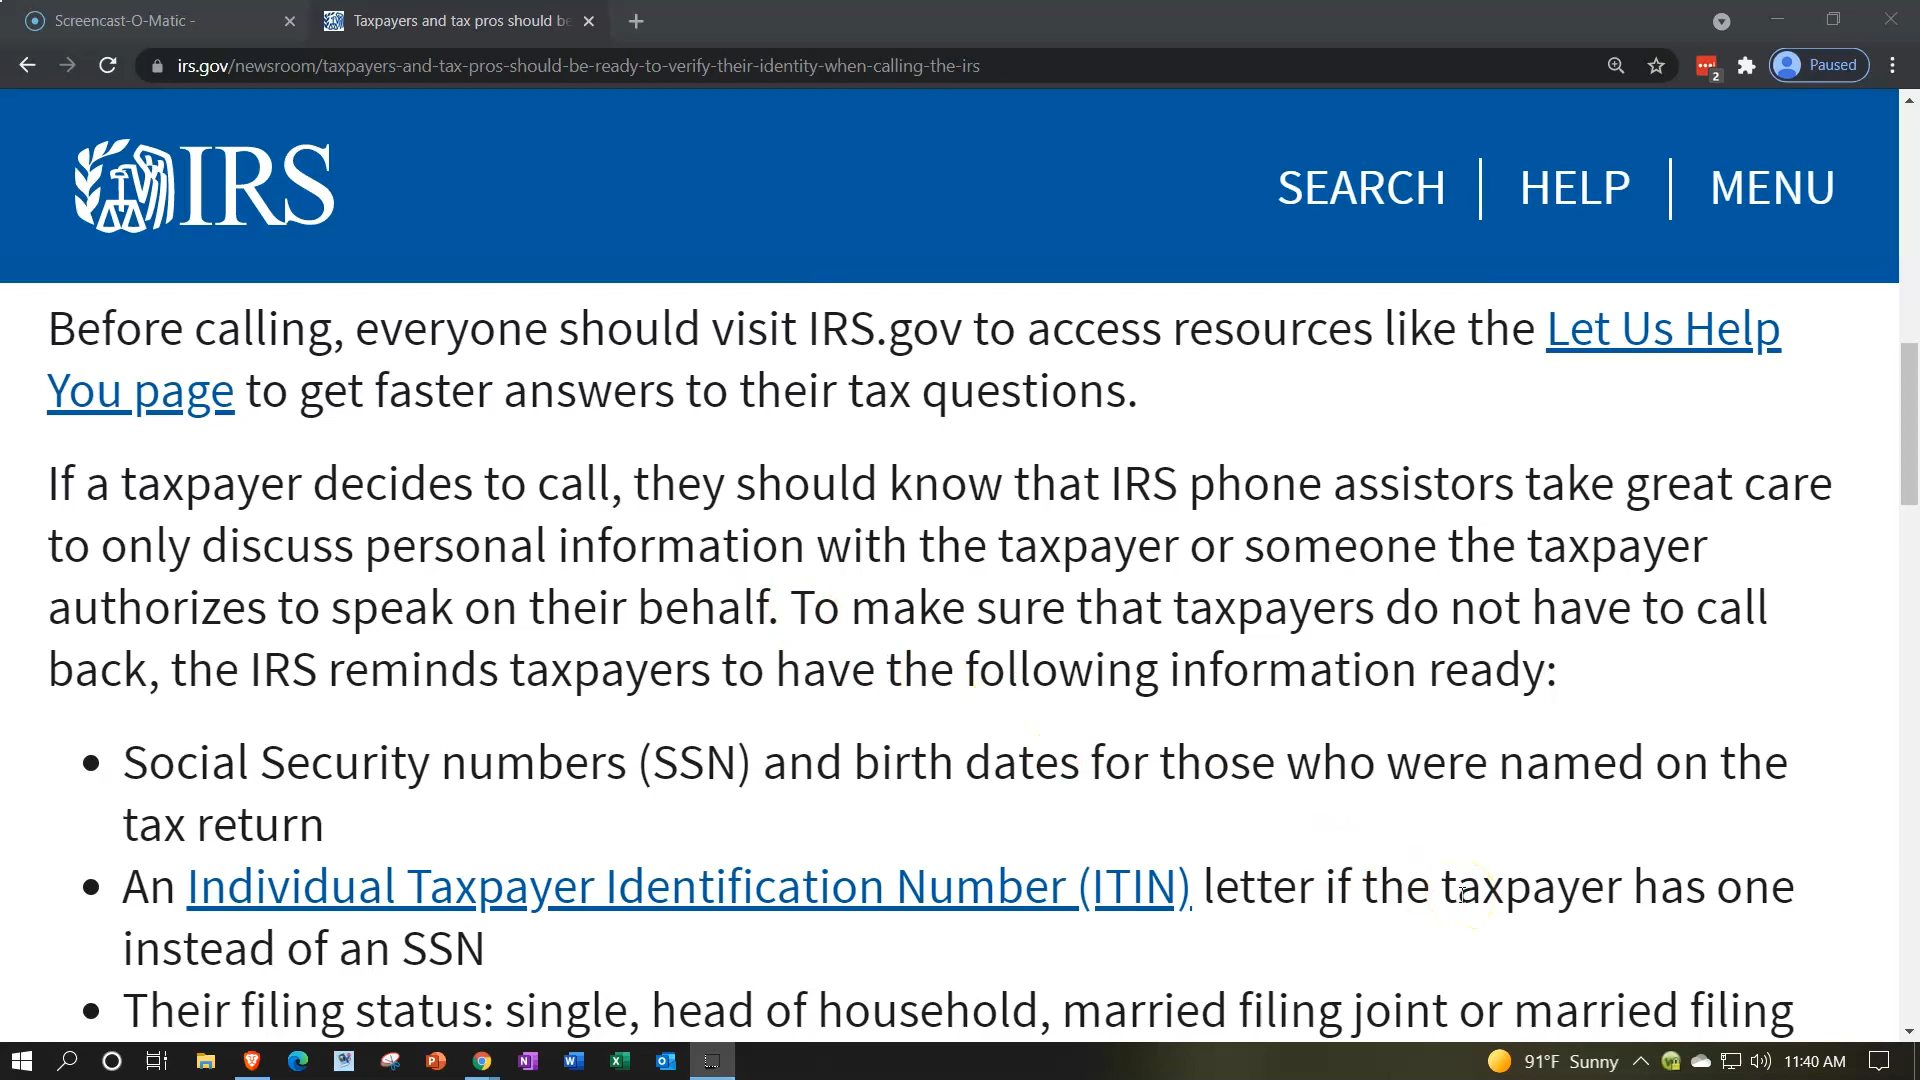 Screencast-O-Matic -
Taxpayers and tax pros should be
irs.gov/newsroom/taxpayers-and-tax-pros-should-be-ready-to-verify-their-identity-when-calling-the-irs
2
Paused
IRS
SEARCH
HELP
MENU
Before calling, everyone should visit IRS.gov to access resources like the Let Us Help
You page to get faster answers to their tax questions.
If a taxpayer decides to call, they should know that IRS phone assistors take great care
to only discuss personal information with the taxpayer or someone the taxpayer
authorizes to speak on their behalf. To make sure that taxpayers do not have to call
back, the IRS reminds taxpayers to have the following information ready:
• Social Security numbers (SSN) and birth dates for those who were named on the
tax return
• An Individual Taxpayer Identification Number (ITIN) letter if the taxpayer has one
instead of an SSN
• Their filing status: single, head of household, married filing joint or married filing
91°F Sunny
11:40 AM